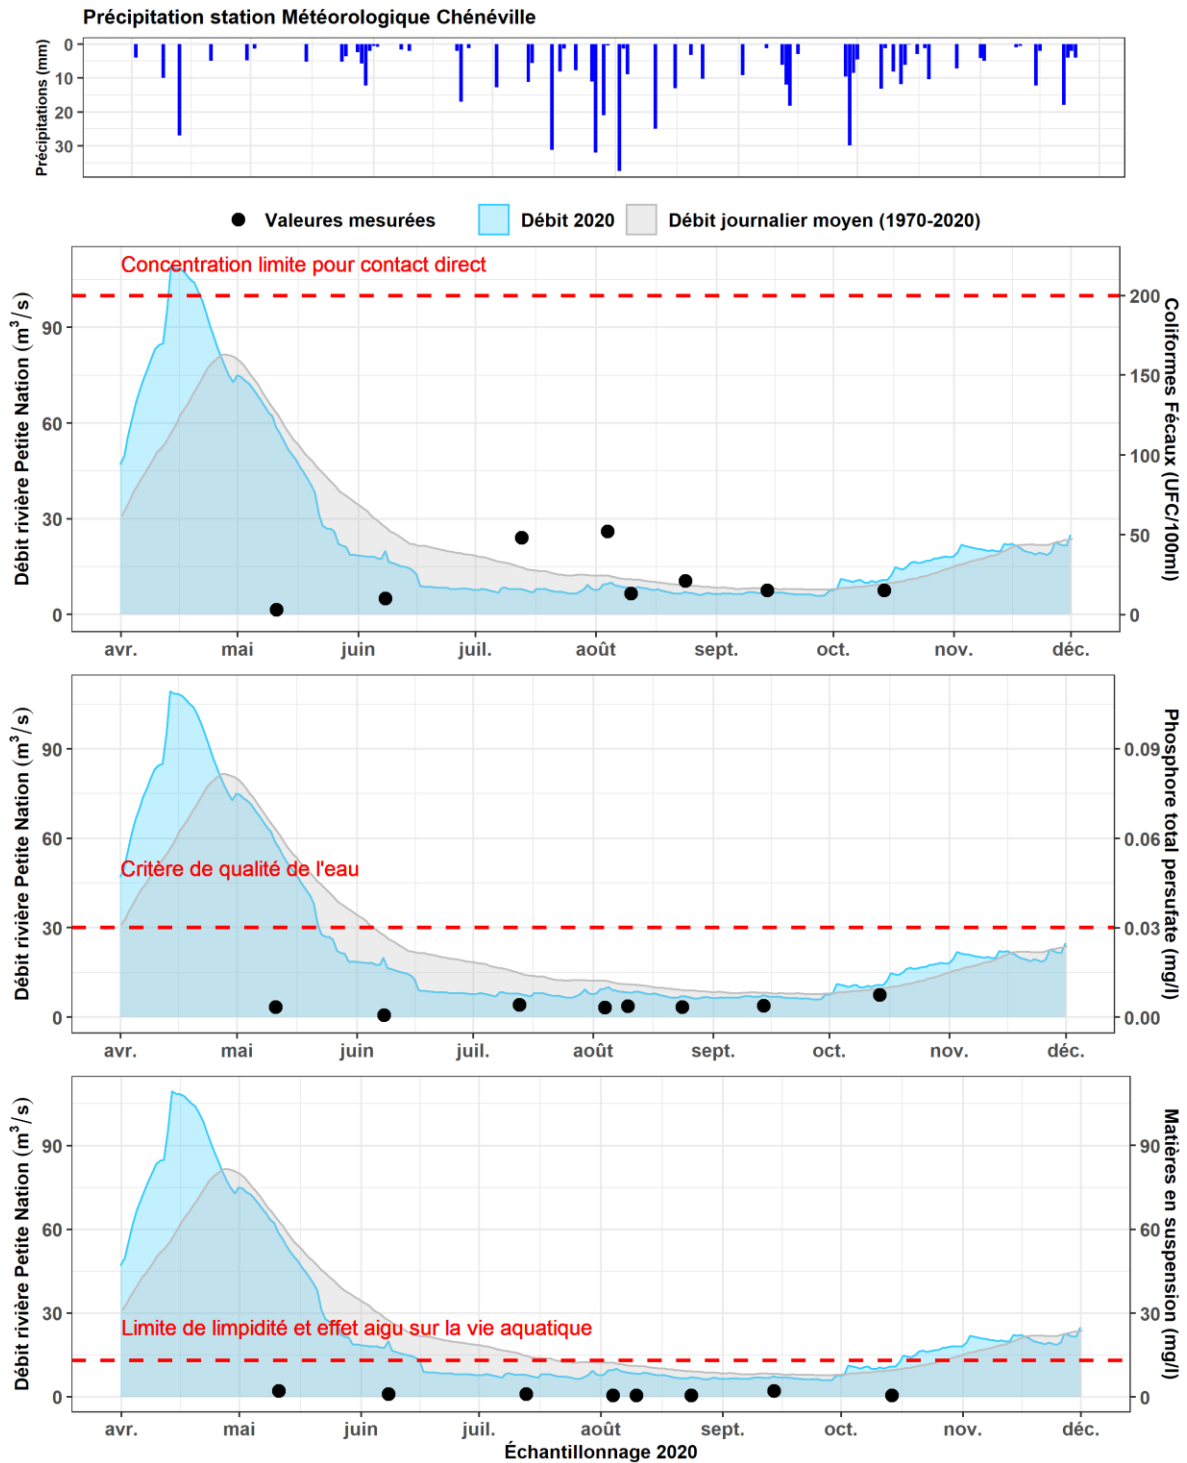 Précipitation station Météorologique Chénéville
Précipitations (mm)
0
10
20
30
Valeures mesurées
Débit 2020
Débit journalier moyen (1970-2020)
Concentration limite pour contact direct
Débit rivière Petite Nation (m³/s)
90
60
30
0
200
150
100
50
0
Coliformes Fécaux (UFC/100ml)
avr. mai juin juil. août sept. oct. nov. déc.
Critère de qualité de l'eau
Débit rivière Petite Nation (m³/s)
90
60
30
0
0.09
0.06
0.03
0.00
Phosphore total persufate (mg/l)
avr. mai juin juil. août sept. oct. nov. déc.
Limite de limpidité et effet aigu sur la vie aquatique
Débit rivière Petite Nation (m³/s)
90
60
30
0
90
60
30
0
Matières en suspension (mg/l)
avr. mai juin juil. août sept. oct. nov. déc.
Échantillonnage 2020